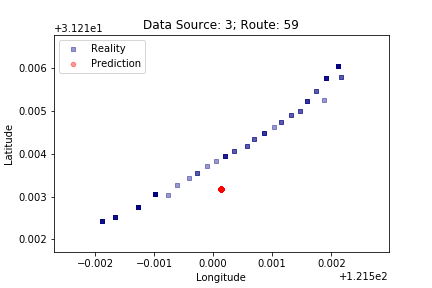 Data Source: 3; Route: 59
+3.121e1
Reality
Prediction
0.006
0.005
0.004
0.003
0.002
Latitude
−0.002 −0.001 0.000 0.001 0.002
Longitude
+1.215e2